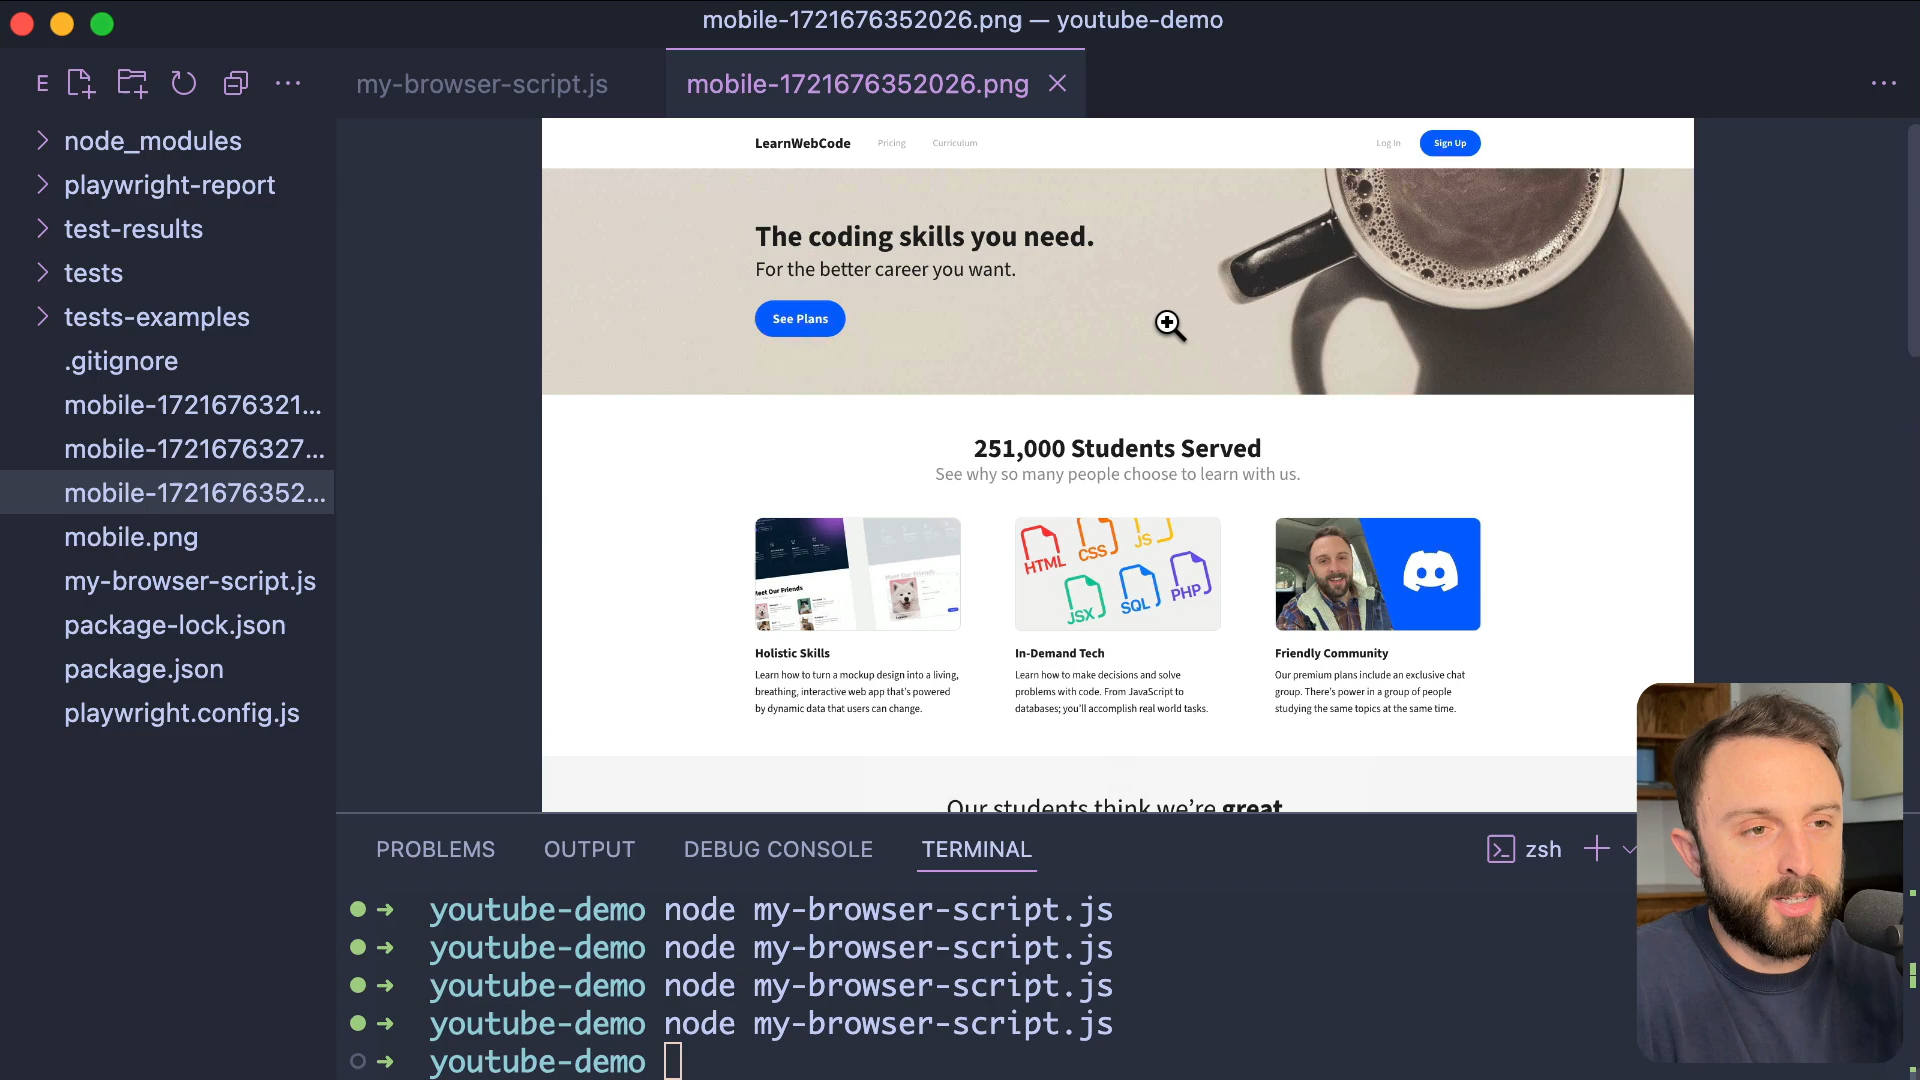 mobile-1721676352026.png — youtube-demo
E
my-browser-script.js
mobile-1721676352026.png
node_modules
playwright-report
test-results
tests
tests-examples
.gitignore
mobile-1721676321...
mobile-1721676327...
mobile-1721676352...
mobile.png
my-browser-script.js
package-lock.json
package.json
playwright.config.js
LearnWebCode
Pricing
Curriculum
Log In
Sign Up
The coding skills you need.
For the better career you want.
See Plans
251,000 Students Served
See why so many people choose to learn with us.
Meet Our Friends
Meet Our Friends
HTML
CSS
JS
JSX
SQL
PHP
Holistic Skills
Learn how to turn a mockup design into a living,
breathing, interactive web app that's powered
by dynamic data that users can change.
In-Demand Tech
Learn how to make decisions and solve
problems with code. From JavaScript to
databases; you'll accomplish real world tasks.
Friendly Community
Our premium plans include an exclusive chat
group. There's power in a group of people
studying the same topics at the same time.
Our students think we're great
PROBLEMS
OUTPUT
DEBUG CONSOLE
TERMINAL
zsh
youtube-demo node my-browser-script.js
youtube-demo node my-browser-script.js
youtube-demo node my-browser-script.js
youtube-demo node my-browser-script.js
youtube-demo